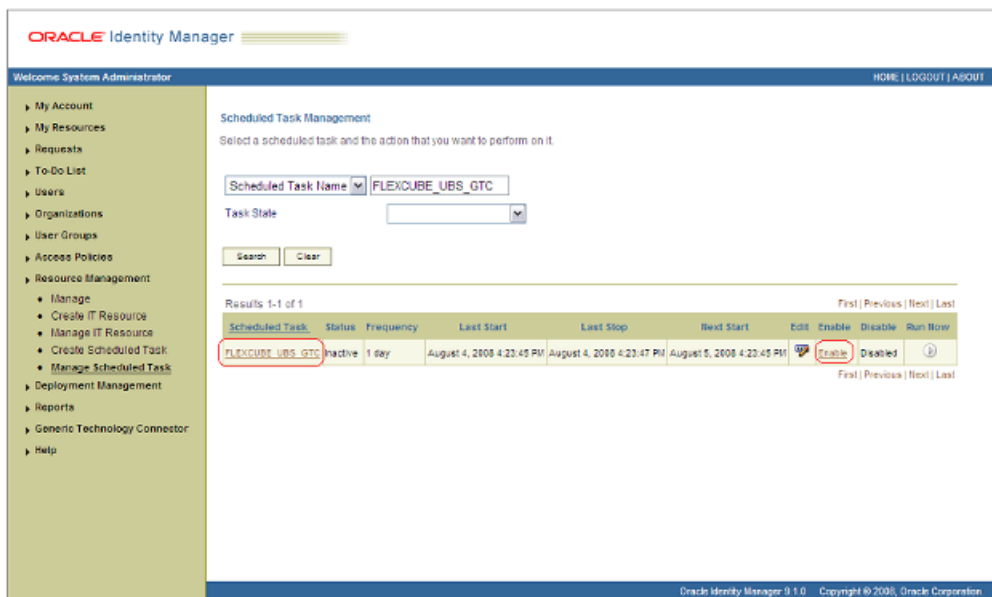 ORACLE Identity Manager
Welcome System Administrator
HOME | LOGOUT | ABOUT
My Account
My Resources
Requests
To-Do List
Users
Organizations
User Groups
Access Policies
Resource Management
Manage
Create IT Resource
Manage IT Resource
Create Scheduled Task
Manage Scheduled Task
Deployment Management
Reports
Generic Technology Connector
Help
Scheduled Task Management
Select a scheduled task and the action that you want to perform on it.
Scheduled Task Name FLEXCUBE_UBS_GTC
Task State
Search Clear
Results 1-1 of 1 First | Previous | Next | Last
Scheduled Task Status Frequency Last Start Last Stop Next Start Edit Enable Disable Run Now
FLEXCUBE_UBS_GTC Inactive 1 day August 4, 2008 4:23:45 PM August 4, 2008 4:23:47 PM August 5, 2008 4:23:45 PM Enable Disabled
First | Previous | Next | Last
Oracle Identity Manager 9.1.0 Copyright © 2008, Oracle Corporation